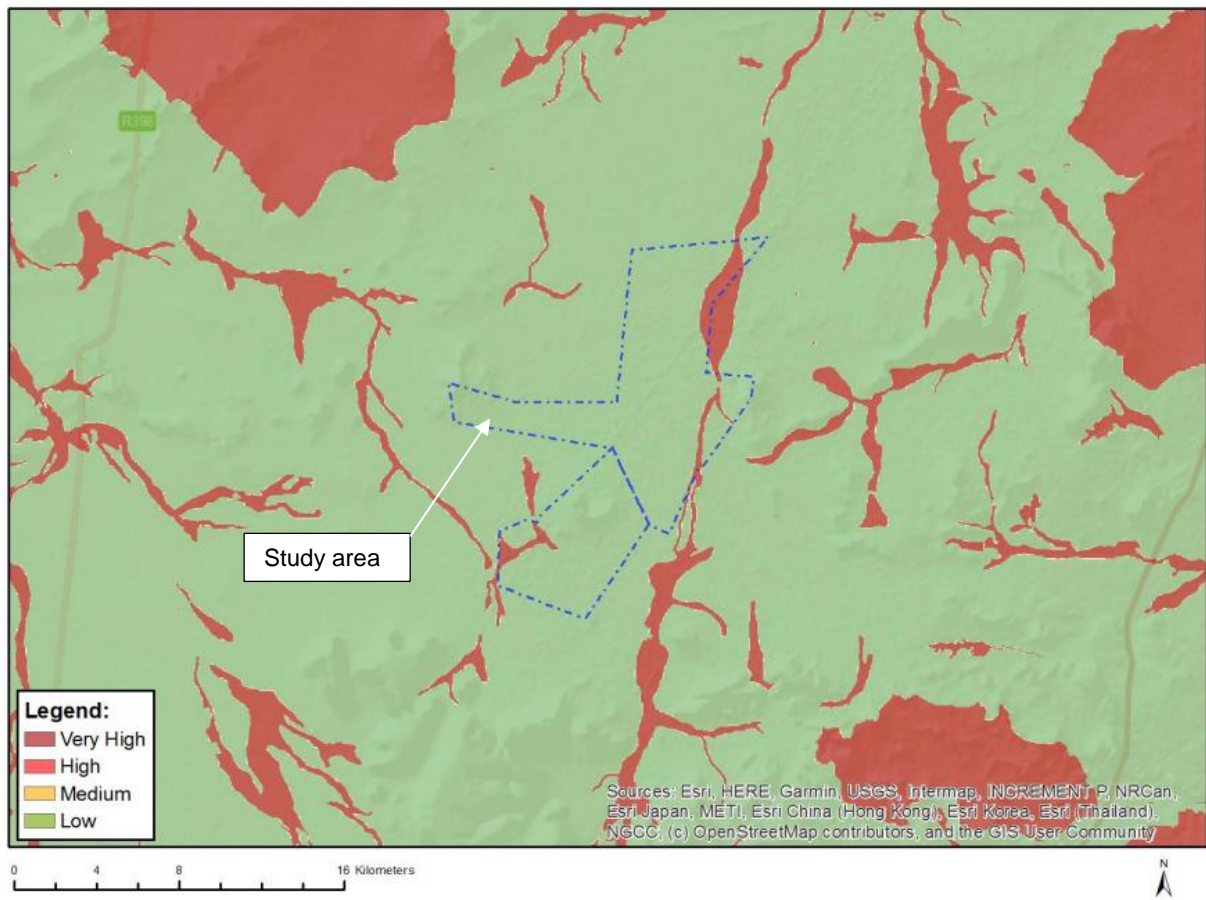 R388
Study area
Legend:
Very High
High
Medium
Low
Sources: Esri, HERE, Garmin, USGS, Intermap, INCREMENT P, NRCan,
Esri Japan, METI, Esri China (Hong Kong), Esri Korea, Esri (Thailand),
NGCC, (c) OpenStreetMap contributors, and the GIS User Community
0 4 8 16 Kilometers
N